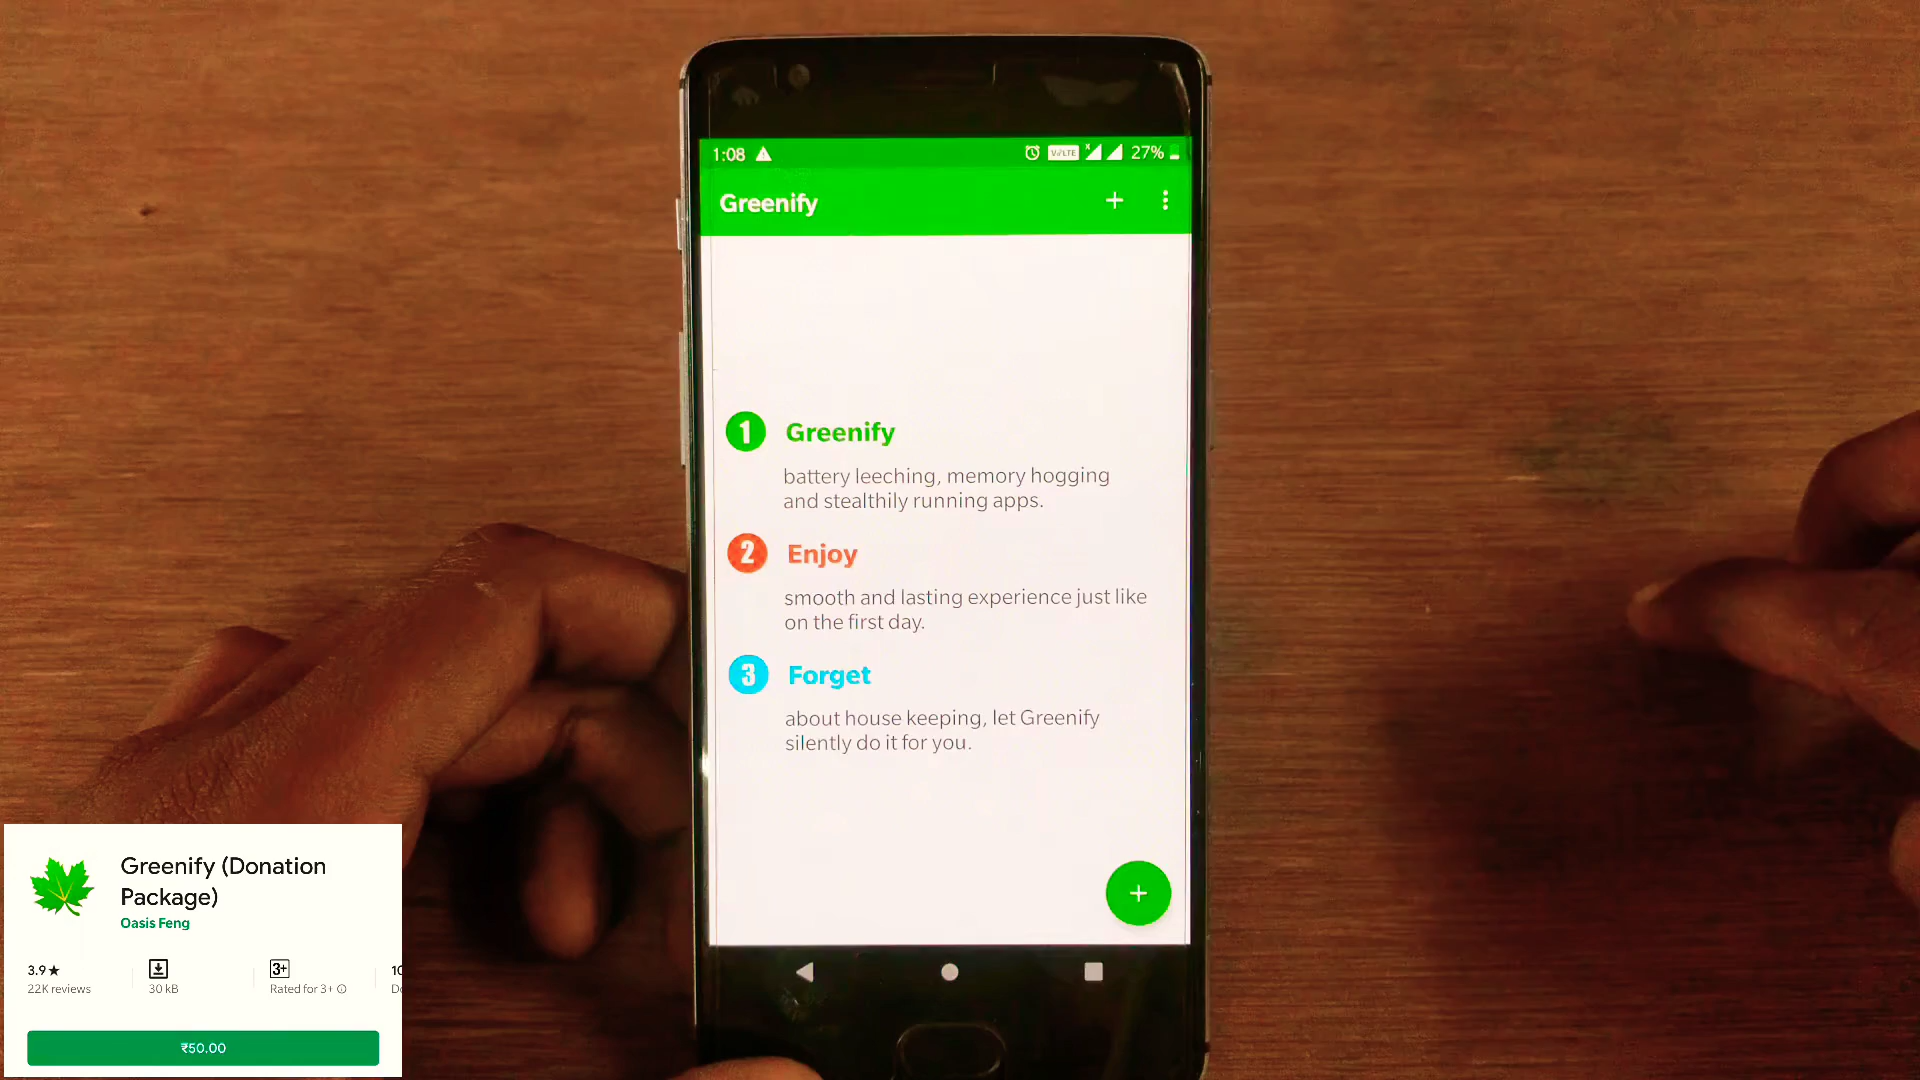 1:08
VoLTE
27%
Greenify
1
Greenify
battery leeching, memory hogging
and stealthily running apps.
2
Enjoy
smooth and lasting experience just like
on the first day.
3
Forget
about house keeping, let Greenify
silently do it for you.
Greenify (Donation
Package)
Oasis Feng
3.9★
22K reviews
30 kB
3+
Rated for 3+
₹50.00